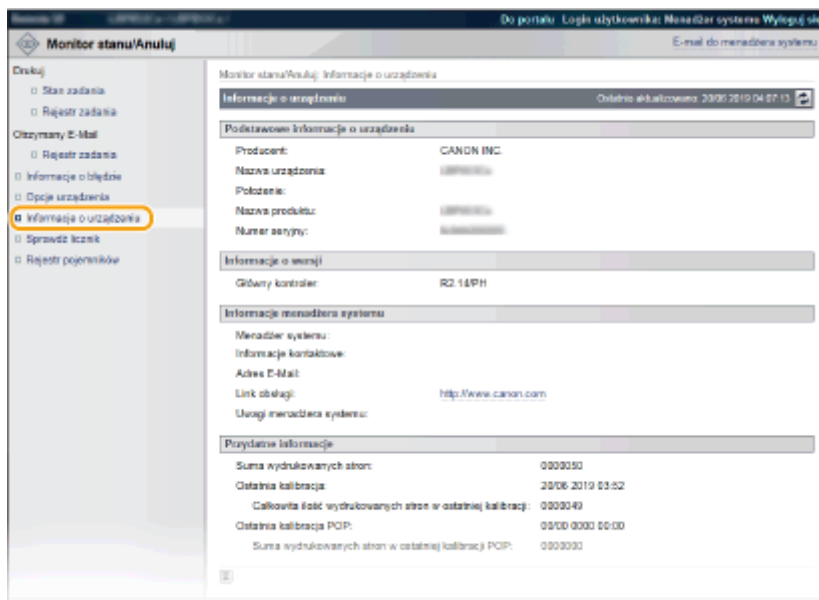 Do portalu Login użytkownika: Menadżer systemu Wyloguj się
Monitor stanu/Anuluj
E-mail do menadżera systemu
Drukuj
Stan zadania
Rejestr zadania
Otrzymany E-Mail
Rejestr zadania
Informacje o błędzie
Opcje urządzenia
Informacje o urządzeniu
Sprawdź licznik
Rejestr pojemników
Monitor stanu/Anuluj: Informacje o urządzeniu
Informacje o urządzeniu
Ostatnio aktualizowano: 20/06 2019 04:07:13
Podstawowe informacje o urządzeniu
Producent: CANON INC.
Nazwa urządzenia:
Położenie:
Nazwa produktu:
Numer seryjny:
Informacje o wersji
Główny kontroler: R2.14/PH
Informacje menadżera systemu
Menadżer systemu:
Informacje kontaktowe:
Adres E-Mail:
Link obsługi: http://www.canon.com
Uwagi menadżera systemu:
Przydatne informacje
Suma wydrukowanych stron: 0000050
Ostatnia kalibracja: 20/06 2019 03:52
Całkowita ilość wydrukowanych stron w ostatniej kalibracji: 0000049
Ostatnia kalibracja POP: 00/00 0000 00:00
Suma wydrukowanych stron w ostatniej kalibracji POP: 0000000